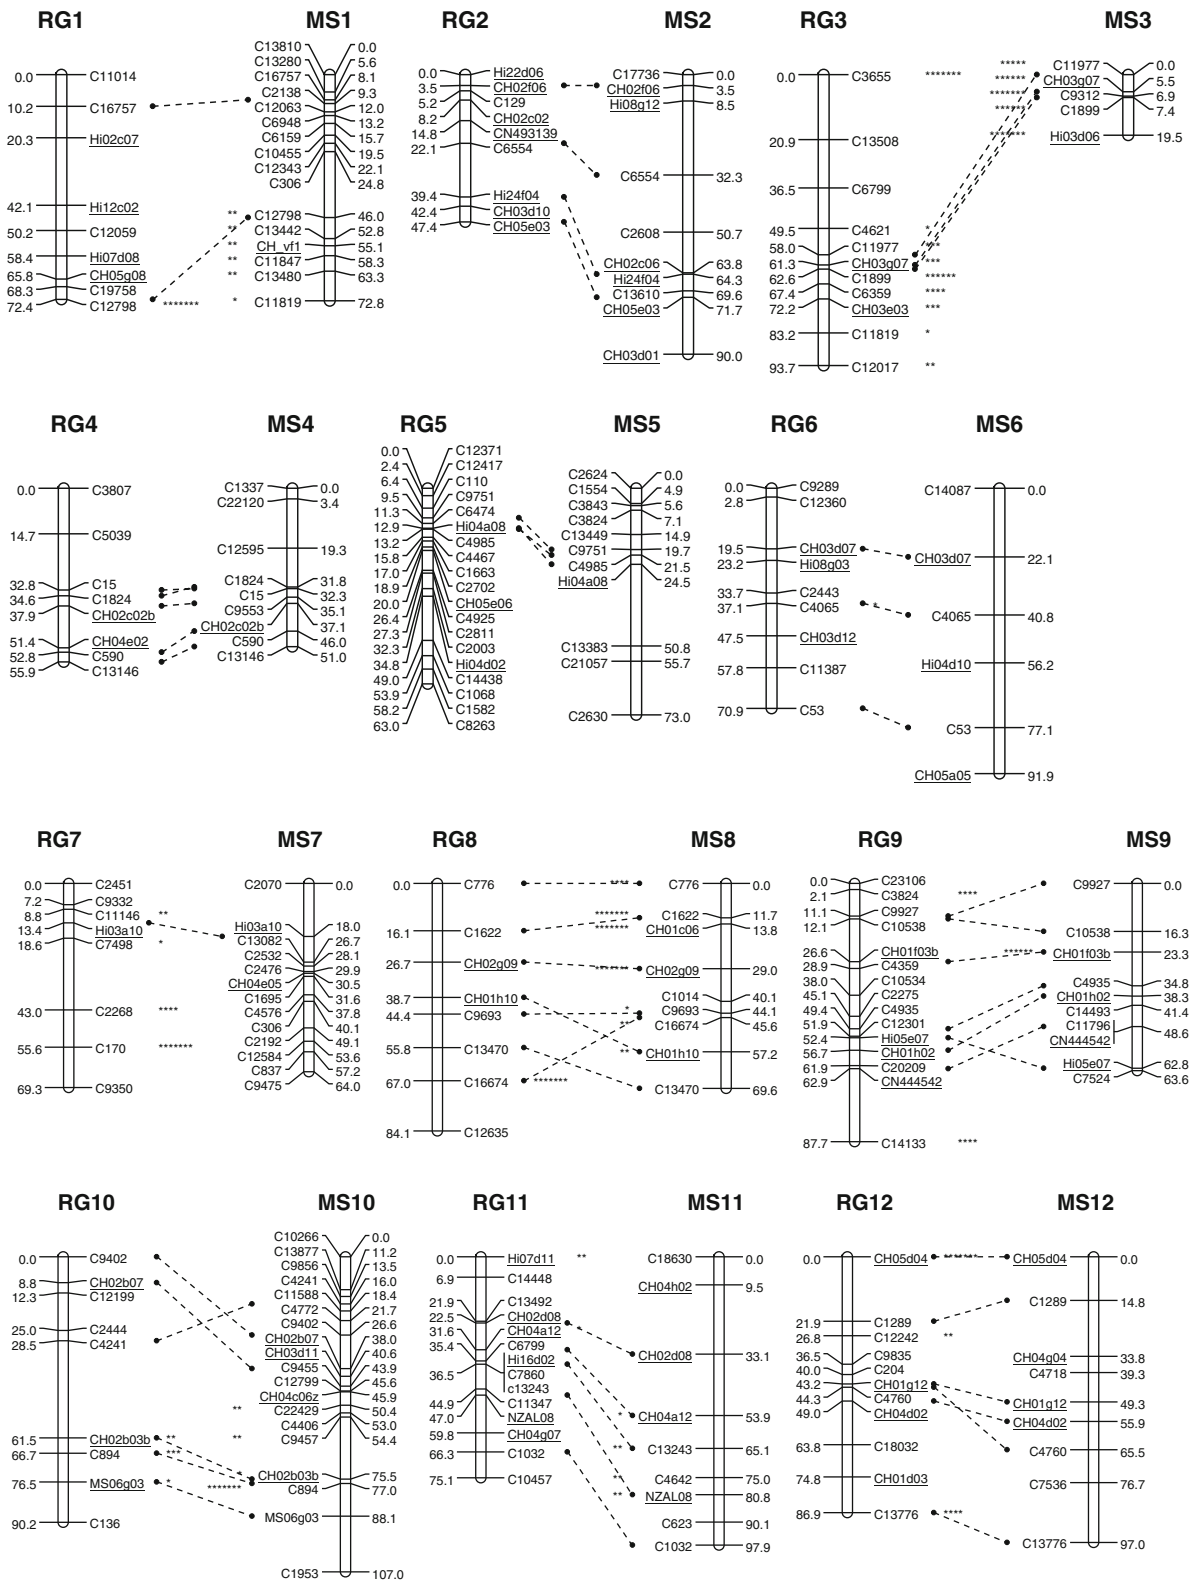 RG1 MS1 RG2 MS2 RG3 MS3
RG1
0.0 C11014
10.2 C16757
20.3 Hi02c07
42.1 Hi12c02
50.2 C12059
58.4 Hi07d08
65.8 CH05g08
68.3 C19758
72.4 C12798 *******
MS1
C13810 0.0
C13280 5.6
C16757 8.1
C2138 9.3
C12063 12.0
C6948 13.2
C6159 15.7
C10455 19.5
C12343 22.1
C306 24.8
** C12798 46.0
** C13442 52.8
** CH_vf1 55.1
** C11847 58.3
** C13480 63.3
* C11819 72.8
RG2
0.0 Hi22d06
3.5 CH02f06
5.2 C129
8.2 CH02c02
14.8 CN493139
22.1 C6554
39.4 Hi24f04
42.4 CH03d10
47.4 CH05e03
MS2
C17736 0.0
CH02f06 3.5
Hi08g12 8.5
C6554 32.3
C2608 50.7
CH02c06 63.8
Hi24f04 64.3
C13610 69.6
CH05e03 71.7
CH03d01 90.0
RG3
0.0 C3655 *******
20.9 C13508
36.5 C6799
49.5 C4621 *
58.0 C11977 ***
61.3 CH03g07 ***
62.6 C1899 ******
67.4 C6359 ****
72.2 CH03e03 ***
83.2 C11819 *
93.7 C12017 **
MS3
***** C11977 0.0
****** CH03g07 5.5
******* C9312 6.9
****** C1899 7.4
******* Hi03d06 19.5
RG4 MS4 RG5 MS5 RG6 MS6
RG4
0.0 C3807
14.7 C5039
32.8 C15
34.6 C1824
37.9 CH02c02b
51.4 CH04e02
52.8 C590
55.9 C13146
MS4
C1337 0.0
C22120 3.4
C12595 19.3
C1824 31.8
C15 32.3
C9553 35.1
CH02c02b 37.1
C590 46.0
C13146 51.0
RG5
0.0 C12371
2.4 C12417
6.4 C110
9.5 C9751
11.3 C6474
12.9 Hi04a08
13.2 C4985
15.8 C4467
17.0 C1663
18.9 C2702
20.0 CH05e06
26.4 C4925
27.3 C2811
32.3 C2003
34.8 Hi04d02
49.0 C14438
53.9 C1068
58.2 C1582
63.0 C8263
MS5
C2624 0.0
C1554 4.9
C3843 5.6
C3824 7.1
C13449 14.9
C9751 19.7
C4985 21.5
Hi04a08 24.5
C13383 50.8
C21057 55.7
C2630 73.0
RG6
0.0 C9289
2.8 C12360
19.5 CH03d07
23.2 Hi08g03
33.7 C2443
37.1 C4065 *
47.5 CH03d12
57.8 C11387
70.9 C53
MS6
C14087 0.0
CH03d07 22.1
C4065 40.8
Hi04d10 56.2
C53 77.1
CH05a05 91.9
RG7 MS7 RG8 MS8 RG9 MS9
RG7
0.0 C2451
7.2 C9332
8.8 C11146 **
13.4 Hi03a10
18.6 C7498 *
43.0 C2268 ****
55.6 C170 *******
69.3 C9350
MS7
C2070 0.0
Hi03a10 18.0
C13082 26.7
C2532 28.1
C2476 29.9
CH04e05 30.5
C1695 31.6
C4576 37.8
C306 40.1
C2192 49.1
C12584 53.6
C837 57.2
C9475 64.0
RG8
0.0 C776
16.1 C1622
26.7 CH02g09
38.7 CH01h10
44.4 C9693
55.8 C13470
67.0 C16674 *******
84.1 C12635
MS8
**** C776 0.0
******* C1622 11.7
******* CH01c06 13.8
******* CH02g09 29.0
C1014 40.1
* C9693 44.1
** C16674 45.6
** CH01h10 57.2
C13470 69.6
RG9
0.0 C23106
2.1 C3824 ****
11.1 C9927
12.1 C10538
26.6 CH01f03b
28.9 C4359
38.0 C10534
45.1 C2275
49.4 C4935
51.9 C12301
52.4 Hi05e07
56.7 CH01h02
61.9 C20209
62.9 CN444542
87.7 C14133 ****
MS9
C9927 0.0
C10538 16.3
****** CH01f03b 23.3
C4935 34.8
CH01h02 38.3
C14493 41.4
C11796 48.6
CN444542
Hi05e07 62.8
C7524 63.6
RG10 MS10 RG11 MS11 RG12 MS12
RG10
0.0 C9402
8.8 CH02b07
12.3 C12199
25.0 C2444
28.5 C4241
61.5 CH02b03b **
66.7 C894 ***
76.5 MS06g03 *
90.2 C136
MS10
C10266 0.0
C13877 11.2
C9856 13.5
C4241 16.0
C11588 18.4
C4772 21.7
C9402 26.6
CH02b07 38.0
CH03d11 40.6
C9455 43.9
C12799 45.6
CH04c06z 45.9
** C22429 50.4
C4406 53.0
** C9457 54.4
* CH02b03b 75.5
******* C894 77.0
MS06g03 88.1
C1953 107.0
RG11
0.0 Hi07d11 **
6.9 C14448
21.9 C13492
22.5 CH02d08
31.6 CH04a12 *
35.4 C6799
Hi16d02
36.5 C7860
c13243
44.9 C11347
47.0 NZAL08
59.8 CH04g07
66.3 C1032
75.1 C10457
MS11
C18630 0.0
CH04h02 9.5
CH02d08 33.1
* CH04a12 53.9
** C13243 65.1
** C4642 75.0
** NZAL08 80.8
C623 90.1
C1032 97.9
RG12
0.0 CH05d04 *******
21.9 C1289
26.8 C12242 **
36.5 C9835
40.0 C204
43.2 CH01g12
44.3 C4760
49.0 CH04d02
63.8 C18032
74.8 CH01d03
86.9 C13776 ****
MS12
CH05d04 0.0
C1289 14.8
CH04g04 33.8
C4718 39.3
CH01g12 49.3
CH04d02 55.9
C4760 65.5
C7536 76.7
C13776 97.0